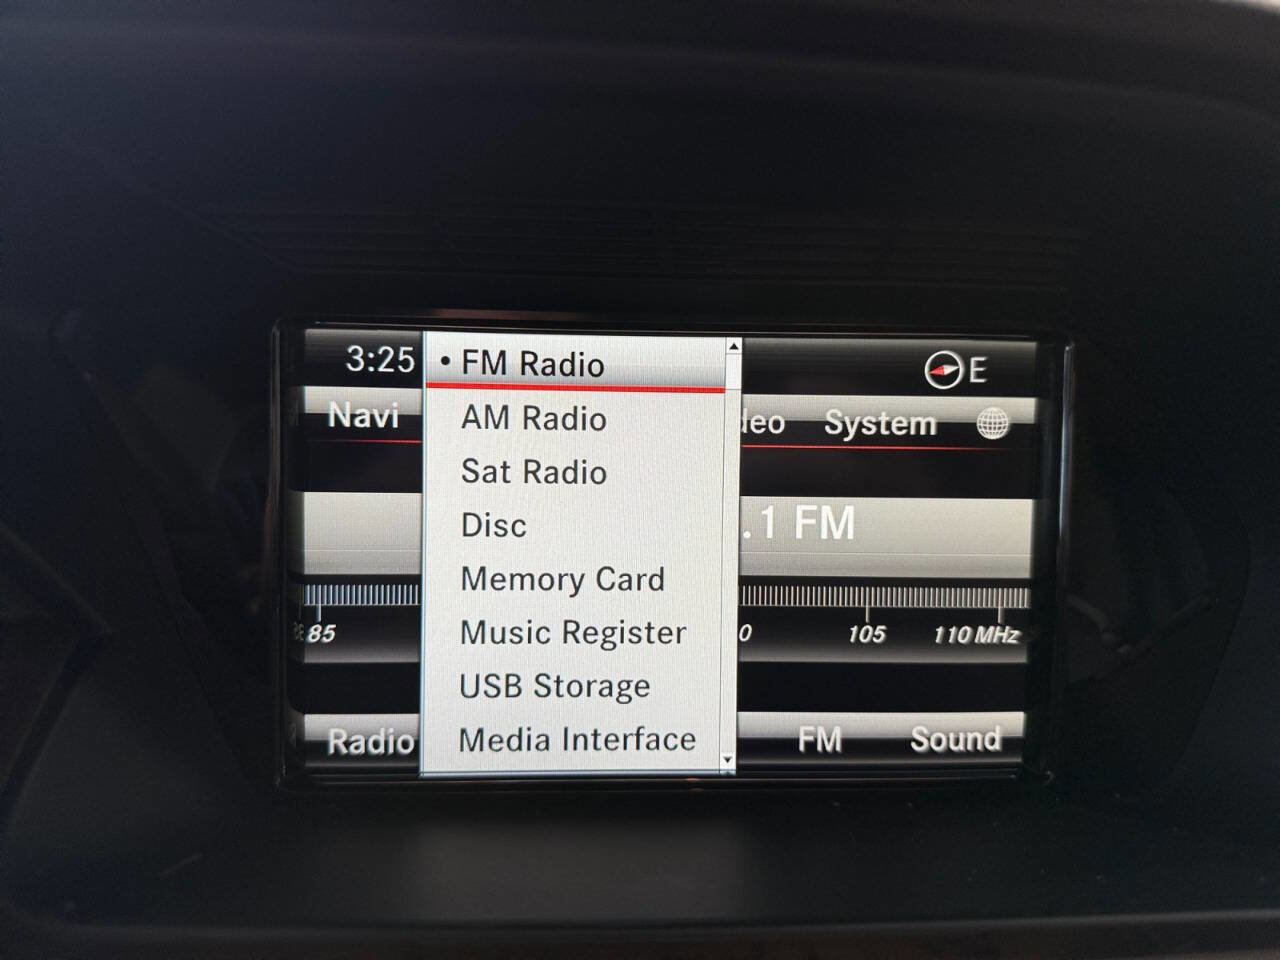 3:25
E
Navi
System
FM Radio
AM Radio
Sat Radio
Disc
Memory Card
Music Register
USB Storage
Media Interface
.1 FM
85
105
110 MHz
Radio
FM
Sound